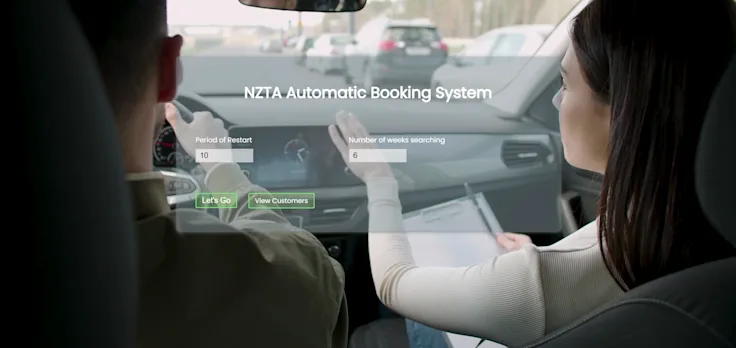 NZTA Automatic Booking System
Period of Restart
Number of weeks searching
10
6
Let's Go
View Customers